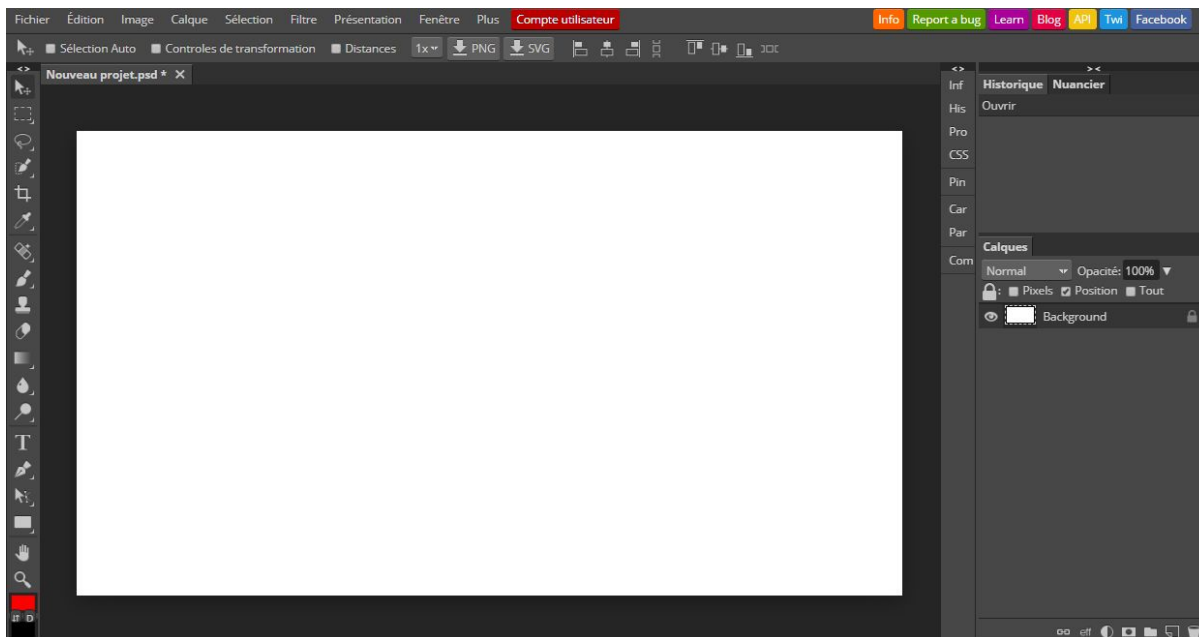 Fichier Édition Image Calque Sélection Filtre Présentation Fenêtre Plus Compte utilisateur Info Report a bug Learn Blog API Twi Facebook
Sélection Auto Controles de transformation Distances 1x PNG SVG
Nouveau projet.psd *
Inf
His
Pro
CSS
Pin
Car
Par
Com
Historique Nuancier
Ouvrir
Calques
Normal Opacité: 100%
: Pixels Position Tout
Background
T
D
eff